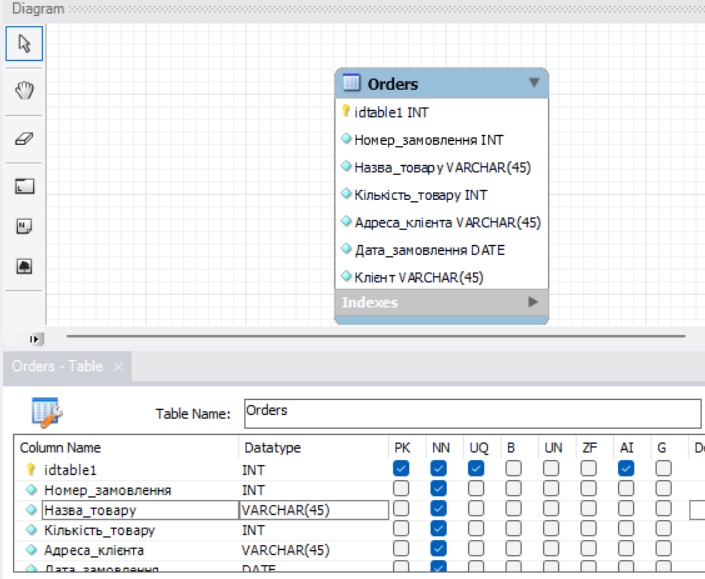 Diagram
Orders
idtable1 INT
Номер_замовлення INT
Назва_товару VARCHAR(45)
Кількість_товару INT
Адреса_клієнта VARCHAR(45)
Дата_замовлення DATE
Клієнт VARCHAR(45)
Indexes
Orders - Table
Table Name: Orders
Column Name Datatype PK NN UQ B UN ZF AI G
idtable1 INT
Номер_замовлення INT
Назва_товару VARCHAR(45)
Кількість_товару INT
Адреса_клієнта VARCHAR(45)
Дата_замовлення DATE